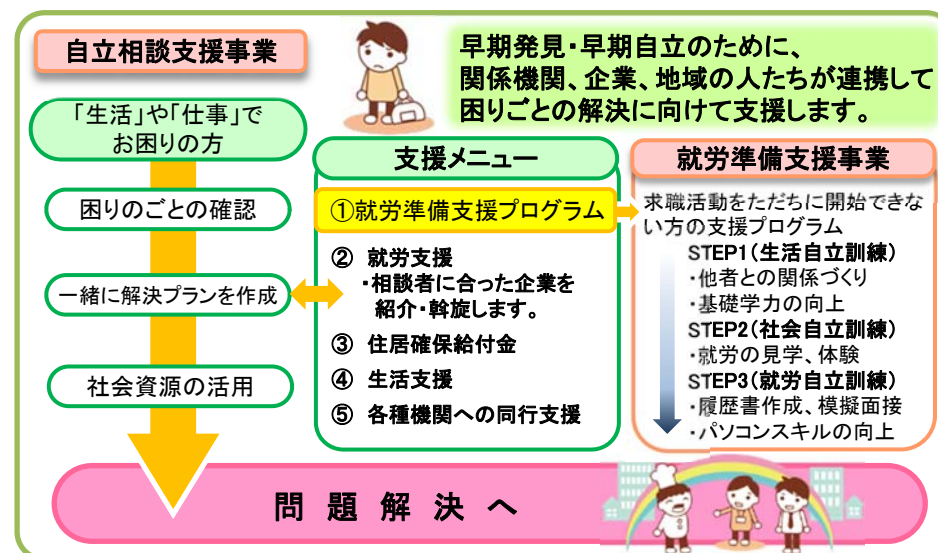 自立相談支援事業
早期発見・早期自立のために、
関係機関、企業、地域の人たちが連携して
困りごとの解決に向けて支援します。
「生活」や「仕事」で
お困りの方
困りのごとの確認
一緒に解決プランを作成
社会資源の活用
支援メニュー
①就労準備支援プログラム
② 就労支援
・相談者に合った企業を
紹介・斡旋します。
③ 住居確保給付金
④ 生活支援
⑤ 各種機関への同行支援
就労準備支援事業
求職活動をただちに開始できな
い方の支援プログラム
STEP1(生活自立訓練)
・他者との関係づくり
・基礎学力の向上
STEP2(社会自立訓練)
・就労の見学、体験
STEP3(就労自立訓練)
・履歴書作成、模擬面接
・パソコンスキルの向上
問題解決へ